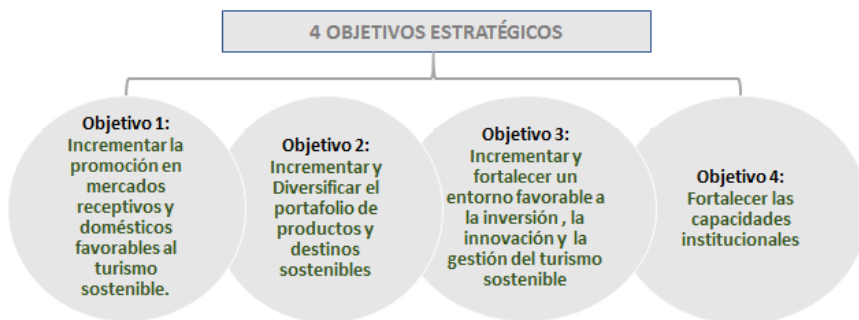 4 OBJETIVOS ESTRATÉGICOS
Objetivo 1:
Incrementar la
promoción en
mercados
receptivos y
domésticos
favorables al
turismo
sostenible.
Objetivo 2:
Incrementar y
Diversificar el
portafolio de
productos y
destinos
sostenibles
Objetivo 3:
Incrementar y
fortalecer un
entorno favorable a
la inversión , la
innovación y  la
gestión del turismo
sostenible
Objetivo 4:
Fortalecer las
capacidades
institucionales